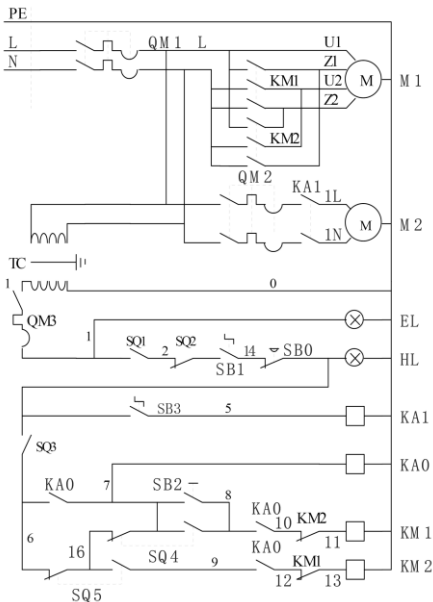 PE
L QM1 L U1
N Z1
KM1 U2 M M1
Z2
KM2
QM2 KA1
1L
M M2
1N
TC
1 0
QM3
1 EL
SQ1 2 SQ2 14 SB0 HL
SB1
SB3 5 KA1
SQ3
KA0
KA0 7 SB2
8 KA0
10 KM2
6 11 KM1
16 SQ4 KA0 KM1
9 KM2
12 13
SQ5